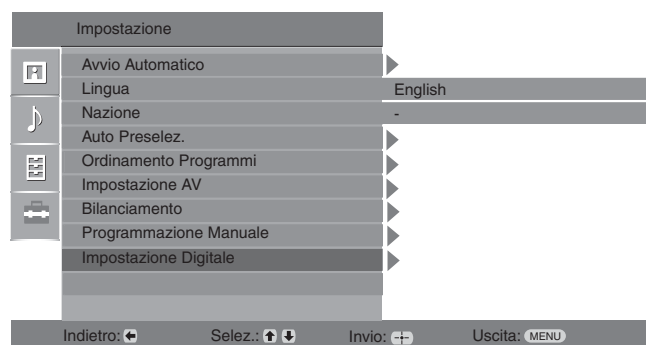 Impostazione
Avvio Automatico
Lingua English
Nazione -
Auto Preselez.
Ordinamento Programmi
Impostazione AV
Bilanciamento
Programmazione Manuale
Impostazione Digitale
Indietro: Selez.: Invio: Uscita: MENU